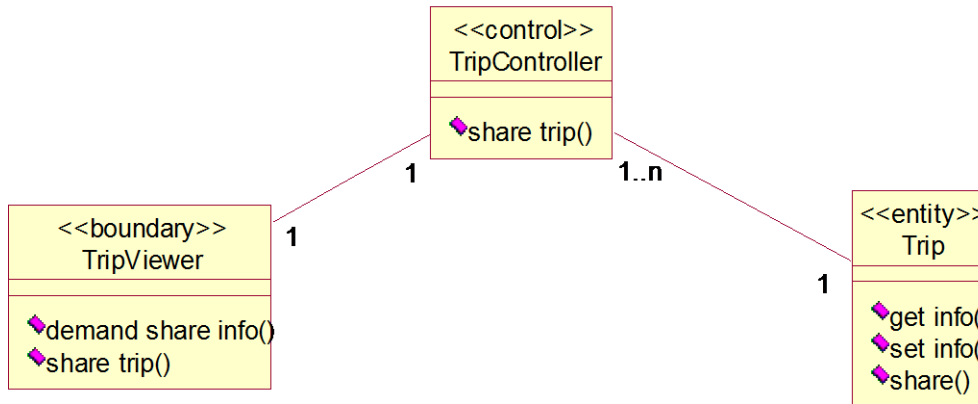 <<control>>
TripController
share trip()
1
1..n
<<boundary>>
TripViewer
1
demand share info()
share trip()
<<entity>>
Trip
1
get info(
set info(
share()